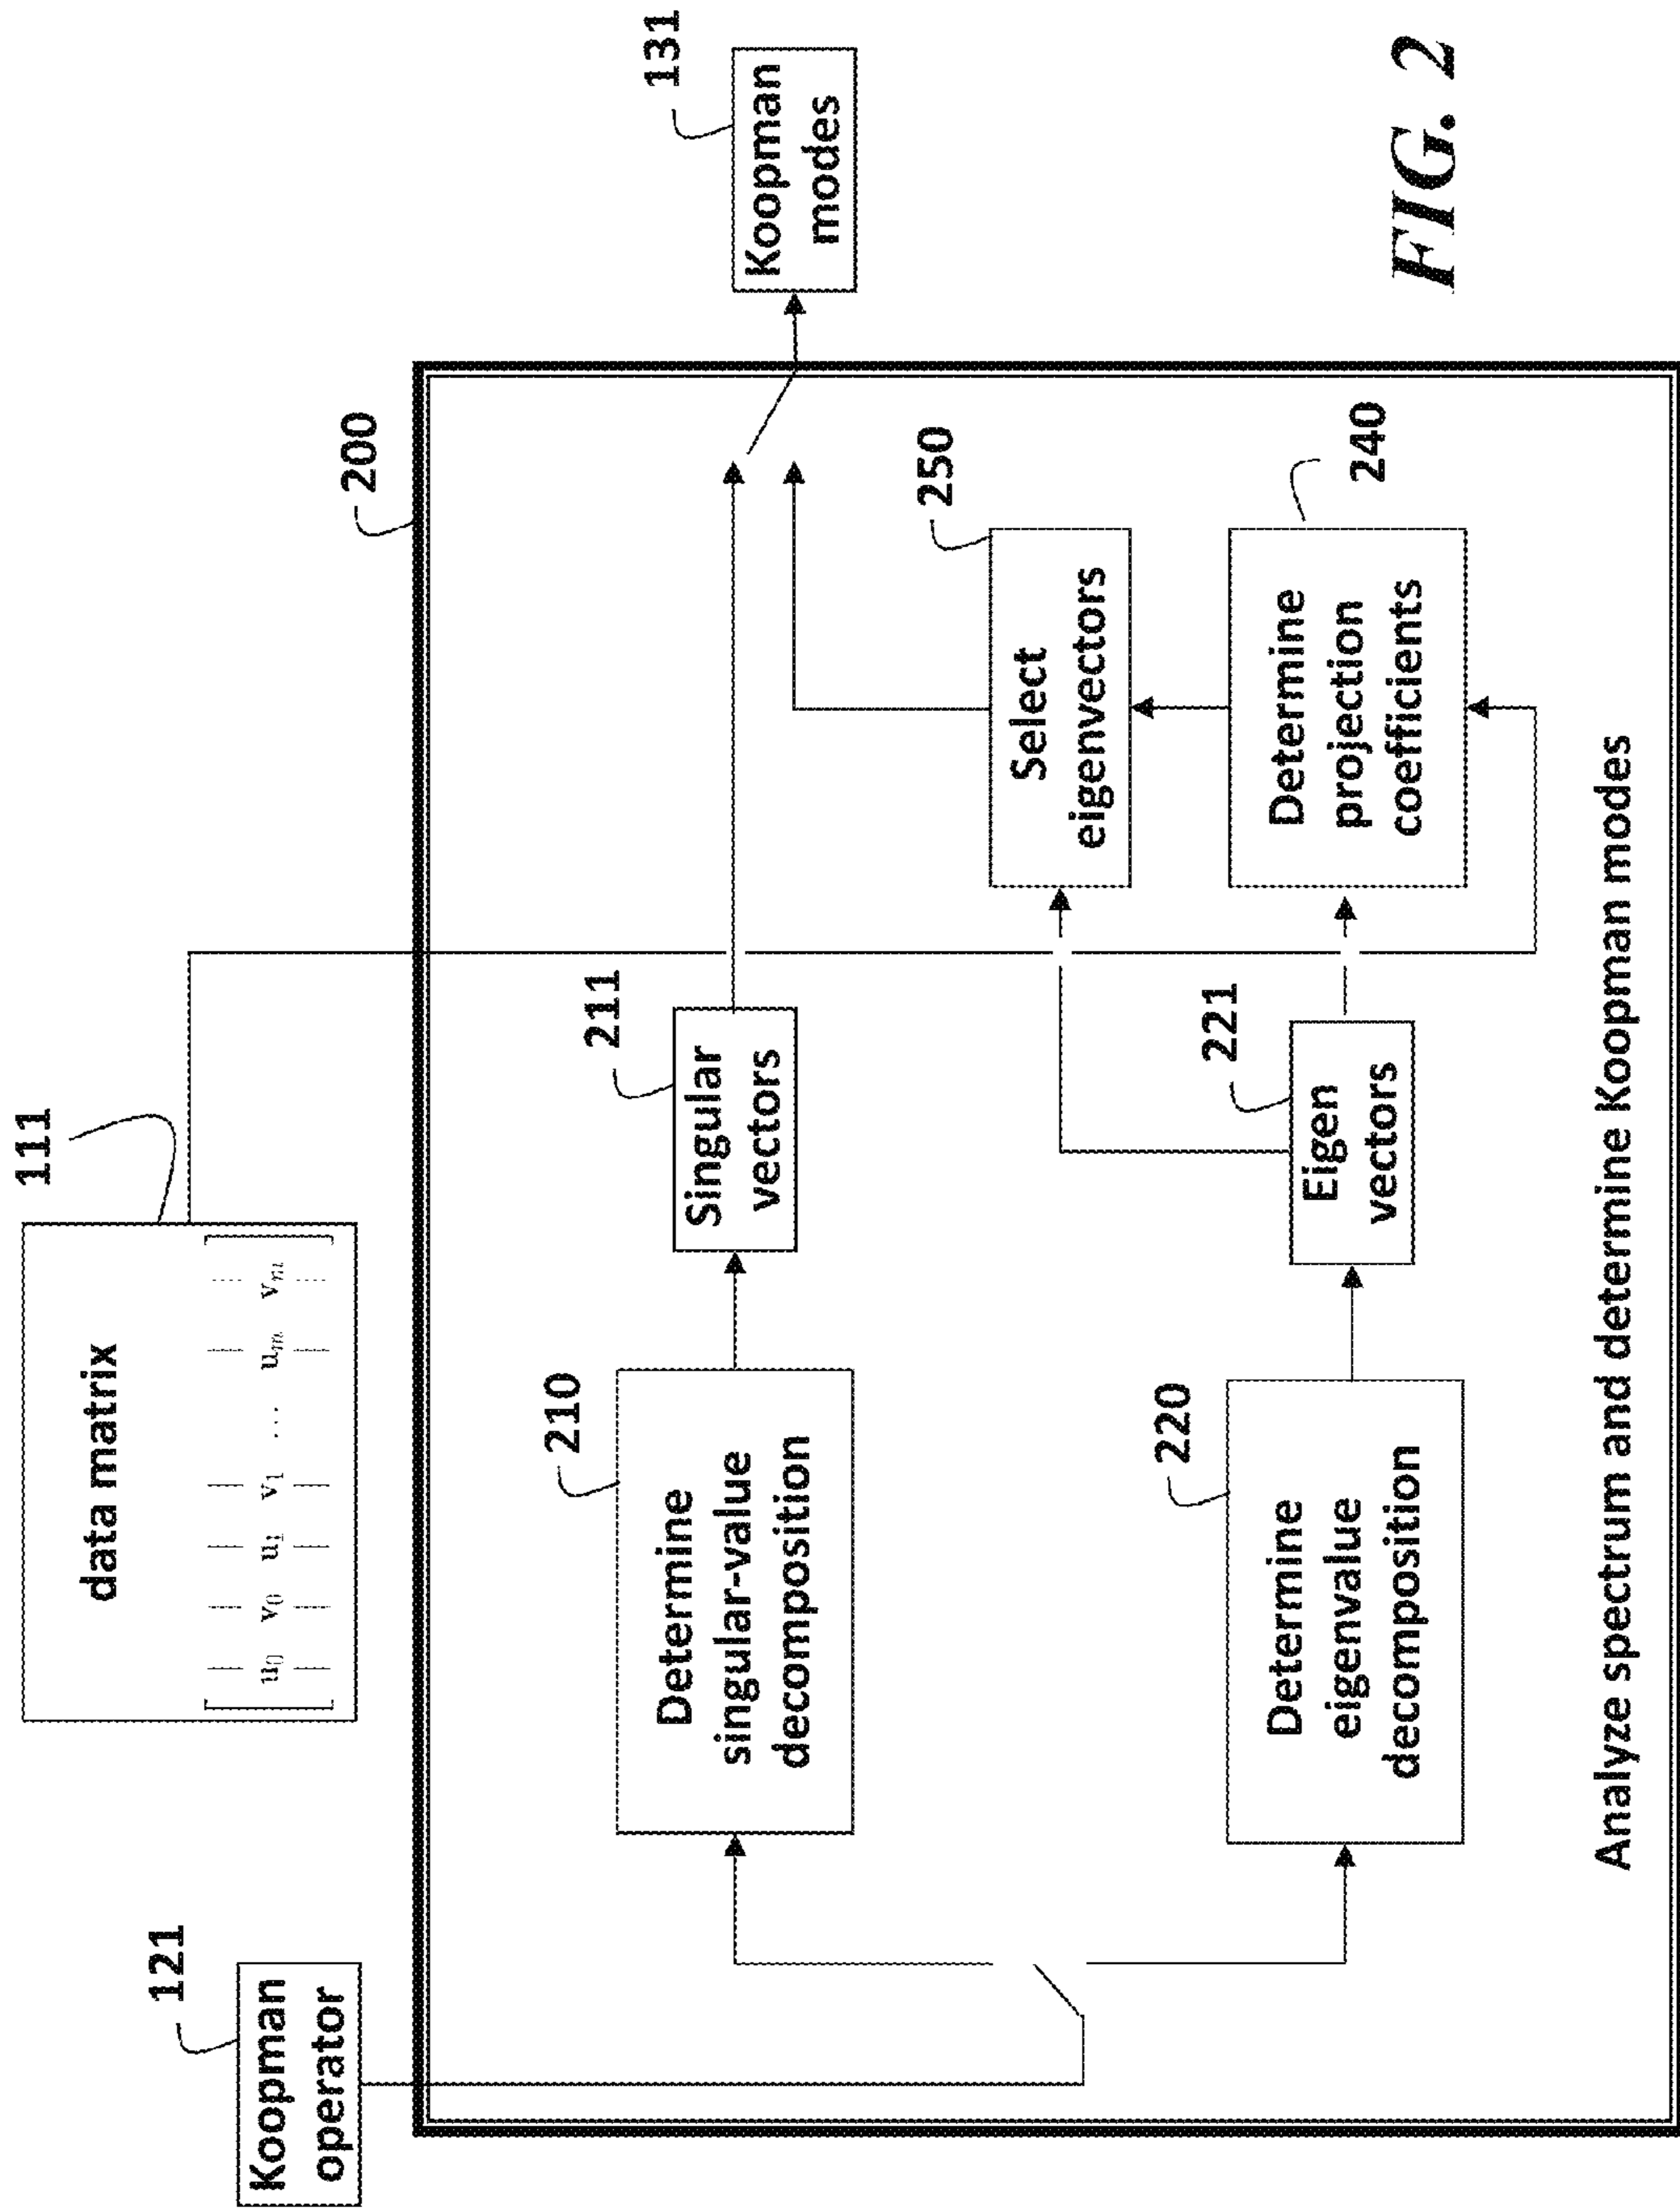 121
Koopman
operator
111
data matrix
u₀ v₀ u₁ v₁ … uₘ vₘ
200
210
Determine
singular-value
decomposition
211
Singular
vectors
131
Koopman
modes
220
Determine
eigenvalue
decomposition
221
Eigen
vectors
250
Select
eigenvectors
240
Determine
projection
coefficients
Analyze spectrum and determine Koopman modes
FIG. 2